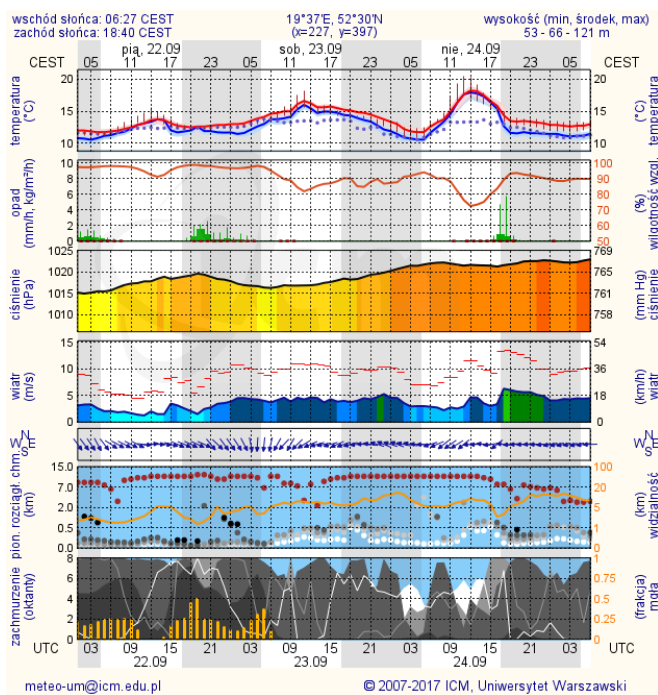 wschód słońca: 06:27 CEST 19°37'E, 52°30'N wysokość (min, środek, max)
zachód słońca: 18:40 CEST (x=227, y=397) 53 - 66 - 121 m
pią, 22.09 sob, 23.09 nie, 24.09
CEST 05 11 17 23 05 11 17 23 05 11 17 23 05 CEST
temperatura (°C) 20 15 10 20 15 10 (°C) temperatura
opad (mm/h, kg/m²/h) 10 8 6 4 2 0 100 90 80 70 60 50 (%) wilgotność wzgl.
ciśnienie (hPa) 1025 1020 1015 1010 769 765 761 758 (mm Hg) ciśnienie
wiatr (m/s) 15 10 5 0 54 36 18 0 (km/h) wiatr
N W E S N W E S
pion. rozciągł. chm. (km) 15.0 7.0 2.0 0.5 0.0 100 20 5 1 0 (km) widzialność
zachmurzenie (oktanty) 8 6 4 2 0 1 0.75 0.5 0.25 0 (frakcja) mgła
UTC 03 09 15 21 03 09 15 21 03 09 15 21 03 UTC
22.09 23.09 24.09
meteo-um@icm.edu.pl © 2007-2017 ICM, Uniwersytet Warszawski